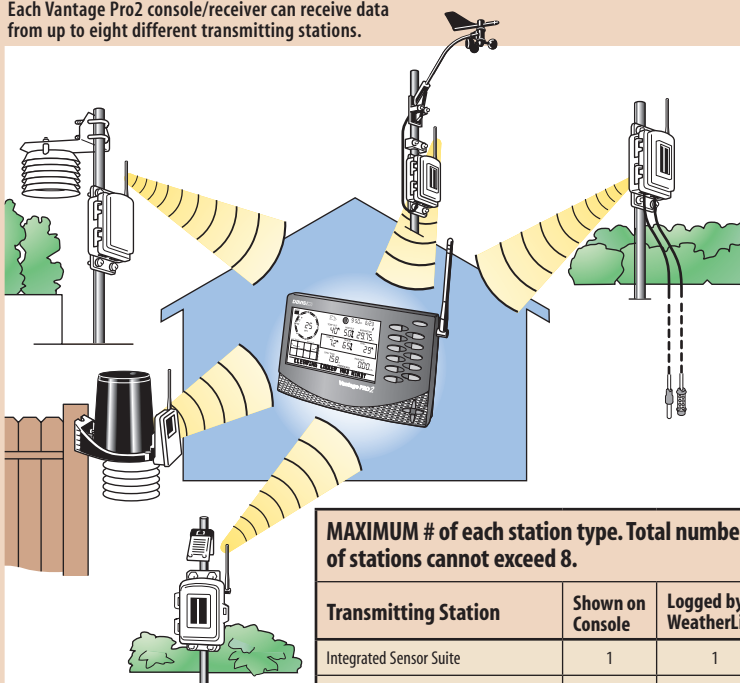 Each Vantage Pro2 console/receiver can receive data
from up to eight different transmitting stations.
Vantage PRO2
MAXIMUM # of each station type. Total numbe
of stations cannot exceed 8.
Transmitting Station
Shown on
Console
Logged by
WeatherLi
Integrated Sensor Suite
1
1